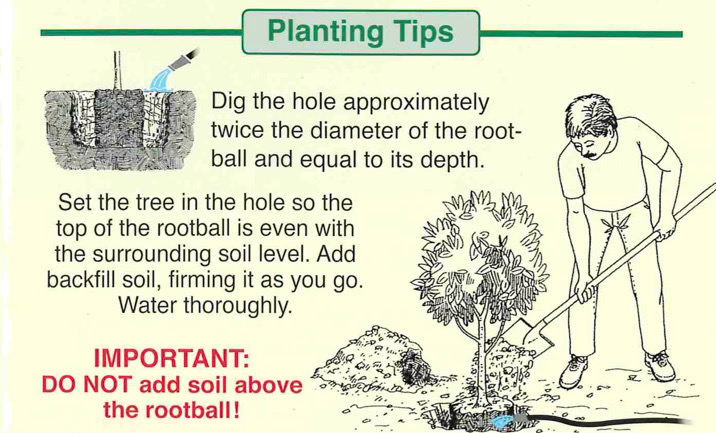 Planting Tips
Dig the hole approximately
twice the diameter of the root-
ball and equal to its depth.
Set the tree in the hole so the
top of the rootball is even with
the surrounding soil level. Add
backfill soil, firming it as you go.
Water thoroughly.
IMPORTANT:
DO NOT add soil above
the rootball!